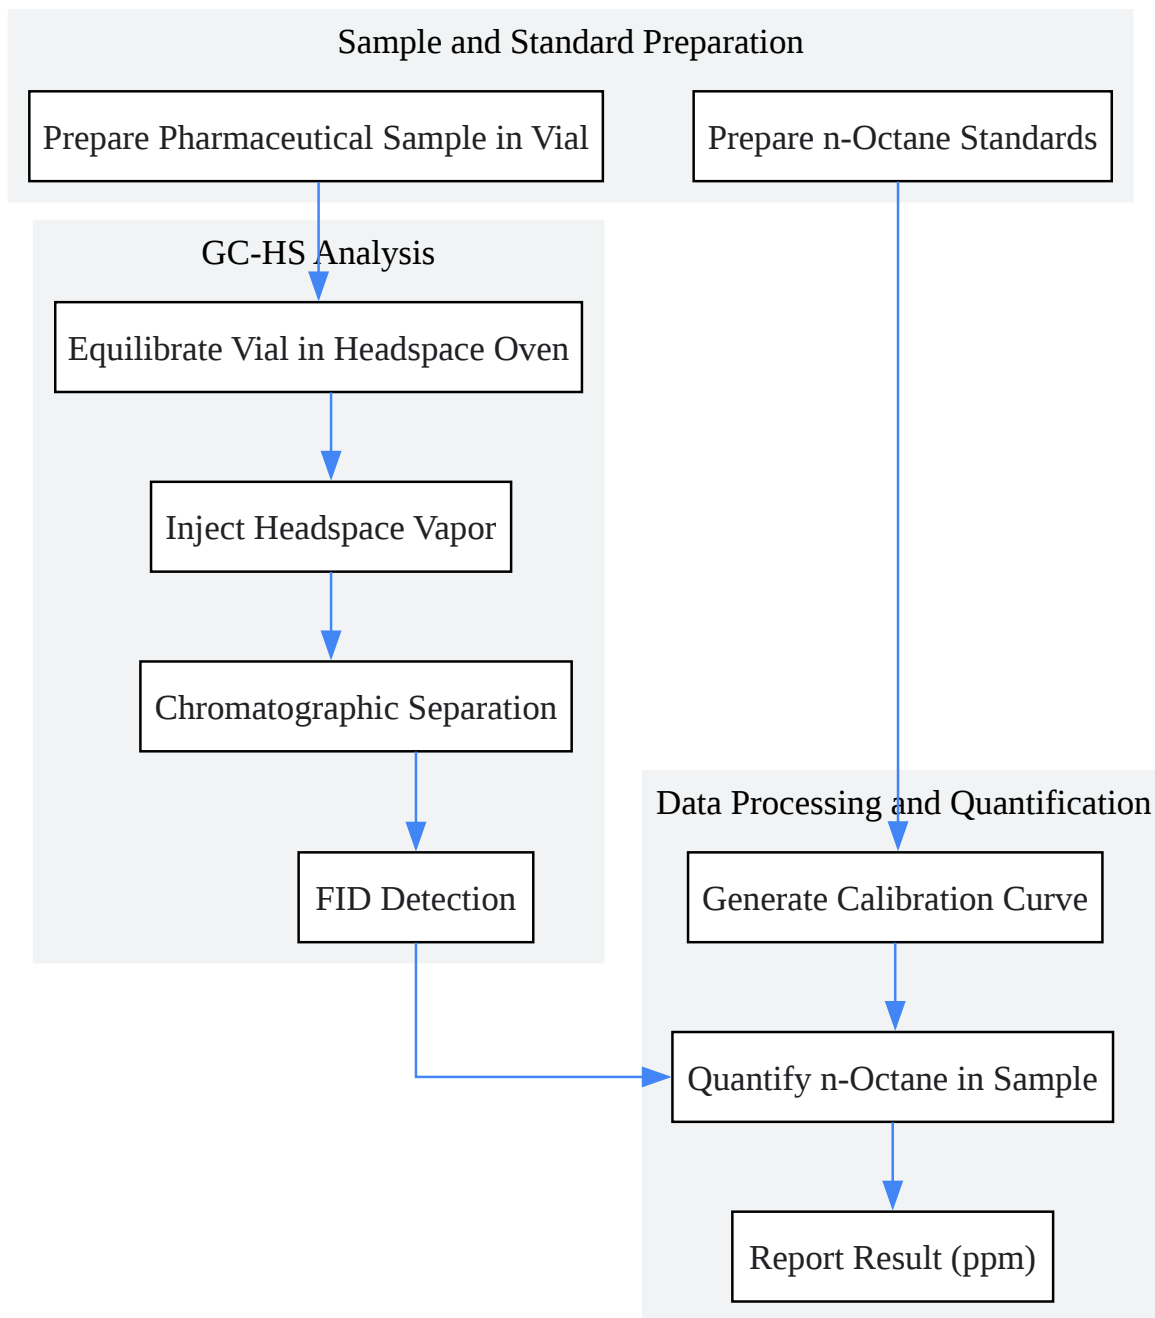 Sample and Standard Preparation
Prepare Pharmaceutical Sample in Vial
Prepare n-Octane Standards
GC-HS Analysis
Equilibrate Vial in Headspace Oven
Inject Headspace Vapor
Chromatographic Separation
FID Detection
Data Processing and Quantification
Generate Calibration Curve
Quantify n-Octane in Sample
Report Result (ppm)